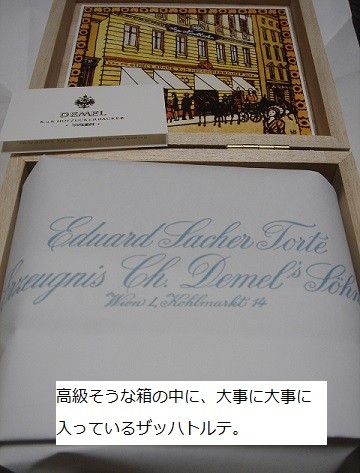 DEMEL
K.u.K. HOFZUCKERBÄCKER
Eduard Sacher Torte
Erzeugnis Ch. Demel's Söhne
Wien I., Kohlmarkt 14
高級そうな箱の中に、大事に大事に
入っているザッハトルテ。